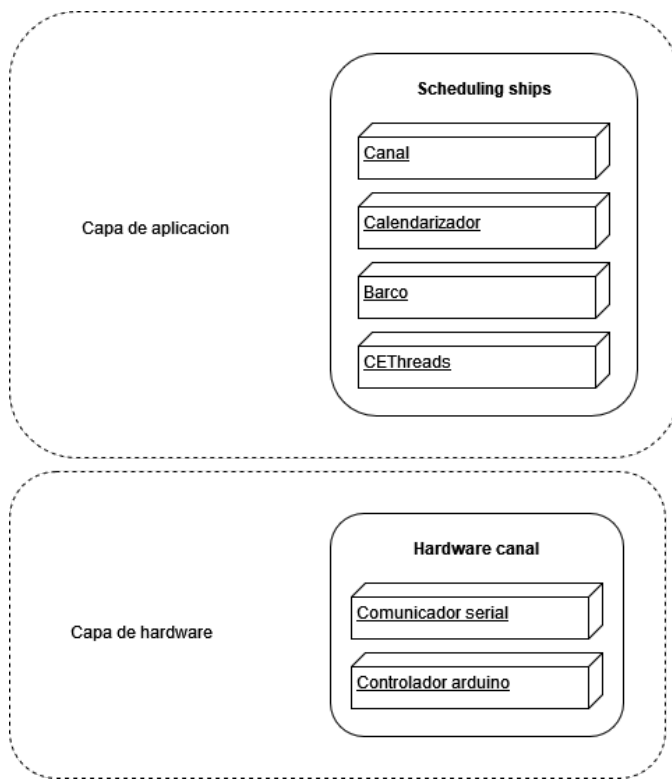 Scheduling ships
Canal
Calendarizador
Capa de aplicacion
Barco
CEThreads
Hardware canal
Comunicador serial
Capa de hardware
Controlador arduino